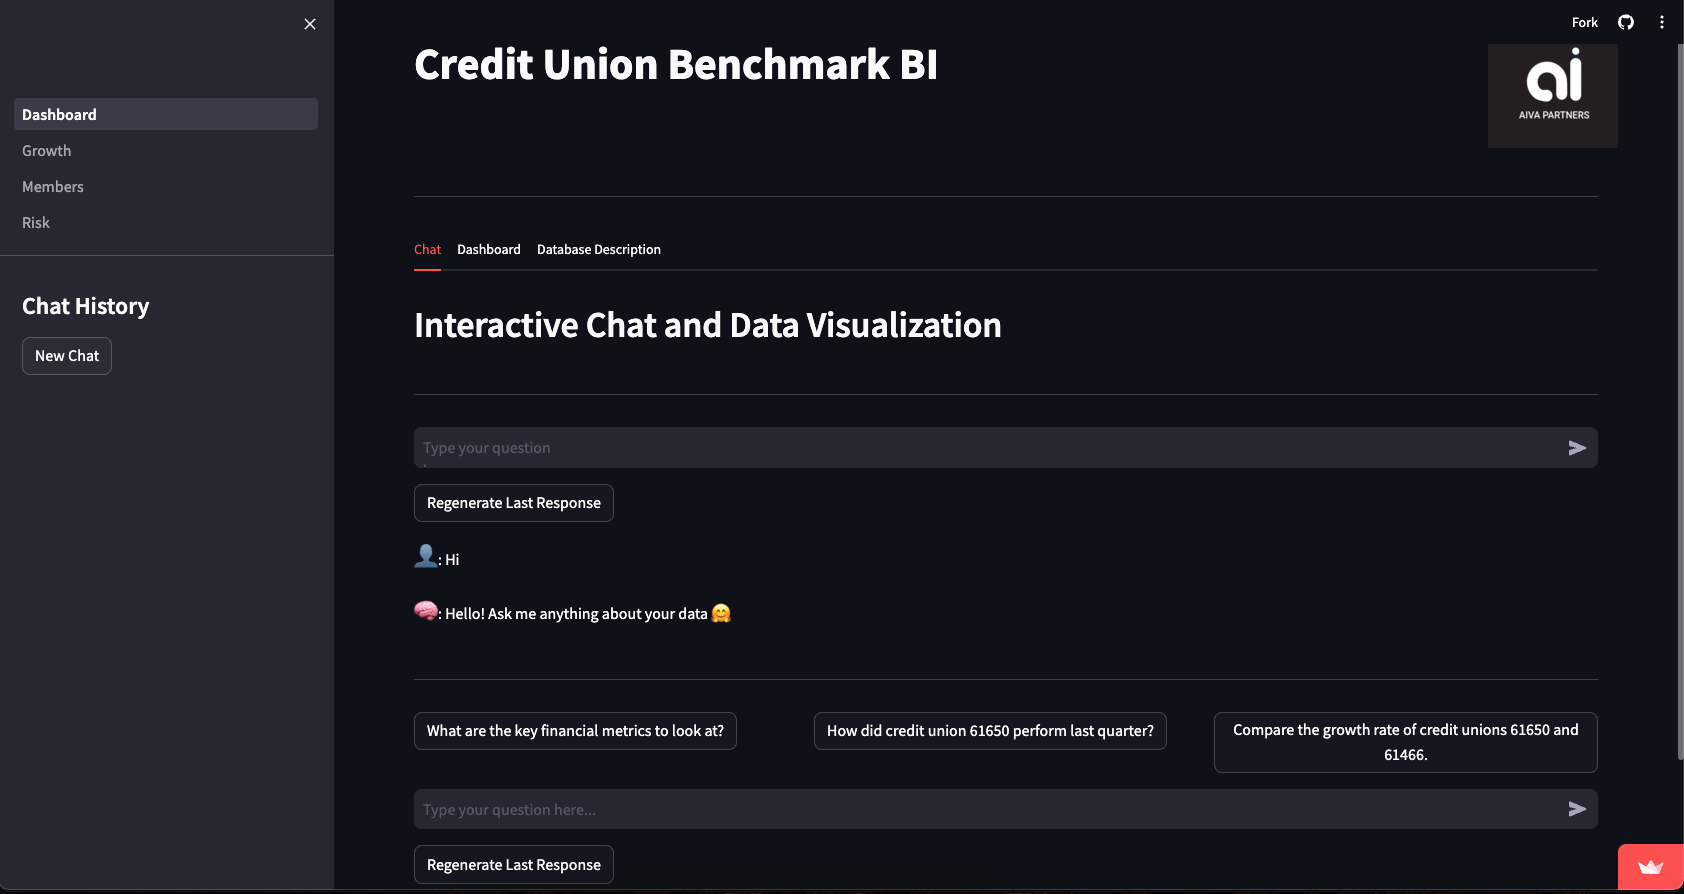 Fork
Credit Union Benchmark BI
ai
AIVA PARTNERS
Dashboard
Growth
Members
Risk
Chat History
New Chat
Chat Dashboard Database Description
Interactive Chat and Data Visualization
Type your question
Regenerate Last Response
: Hi
: Hello! Ask me anything about your data 🤗
What are the key financial metrics to look at?
How did credit union 61650 perform last quarter?
Compare the growth rate of credit unions 61650 and
61466.
Type your question here...
Regenerate Last Response